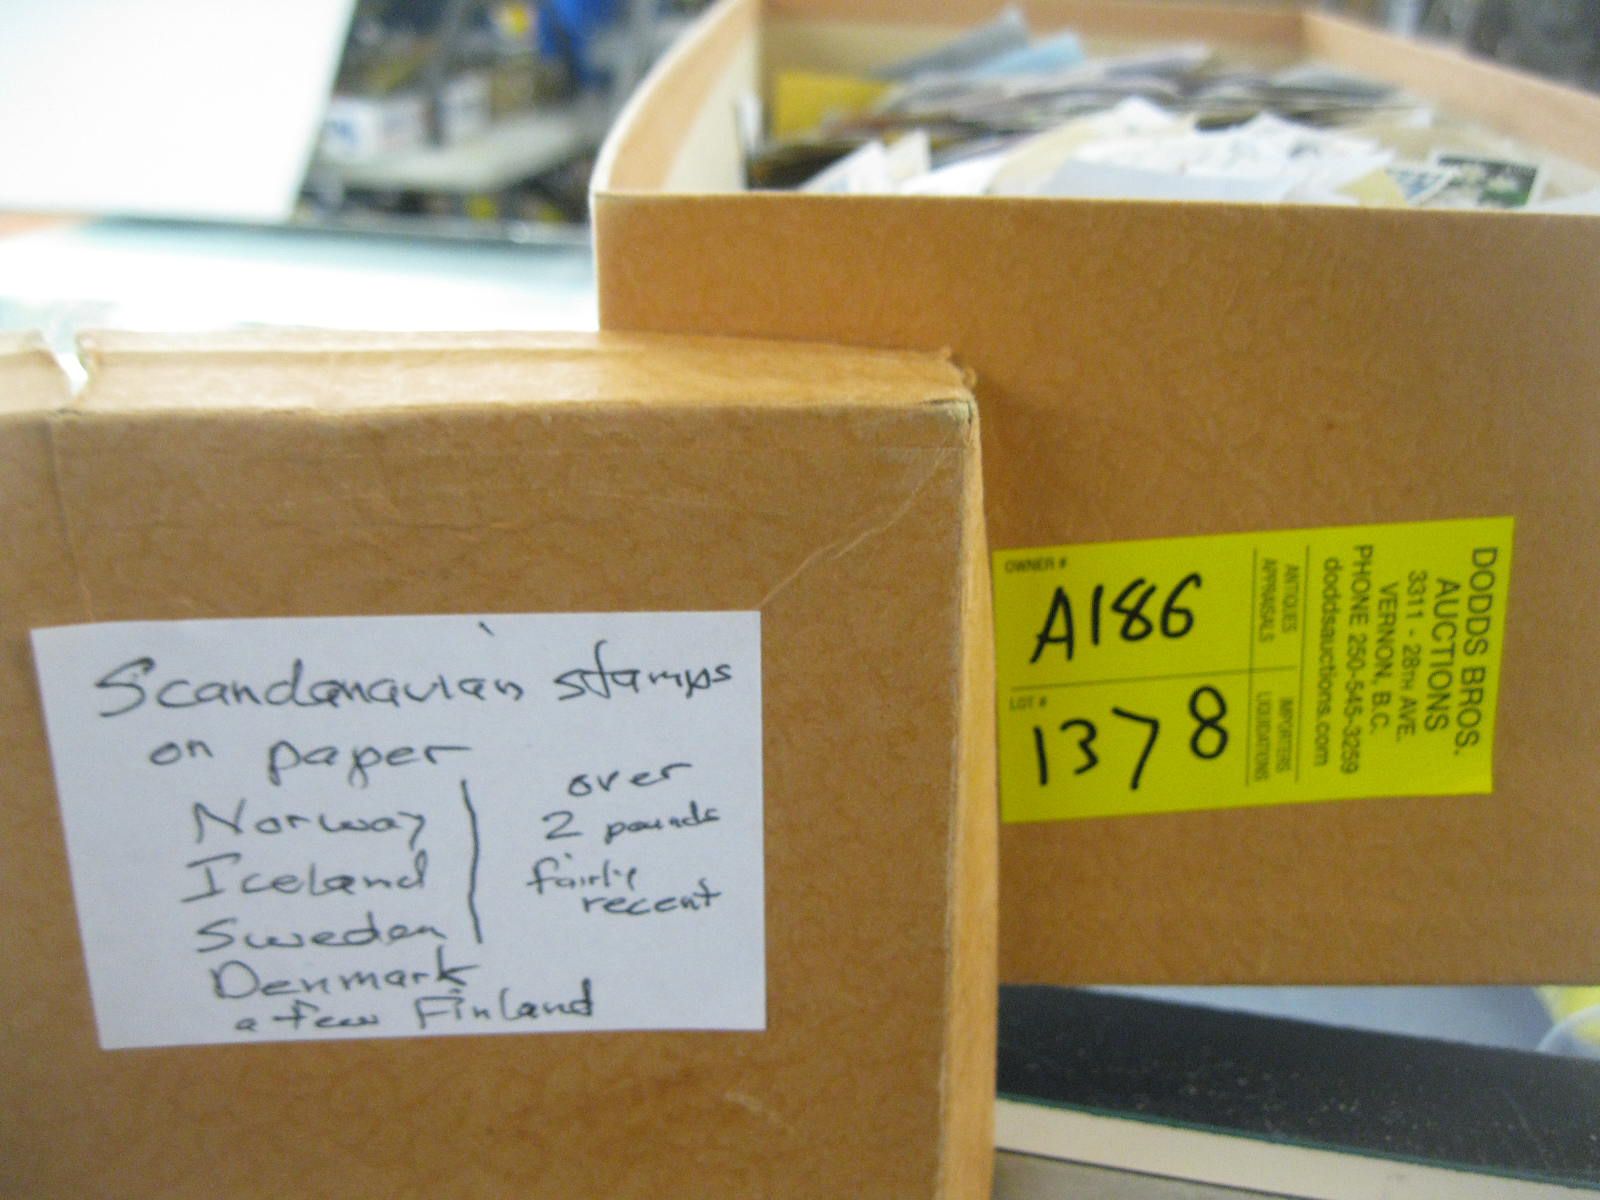 Scandanavian stamps
on paper
Norway
Iceland
Sweden
Denmark
a few Finland
over
2 pounds
fairly
recent
OWNER #
A186
LOT #
1378
ANTIQUES
APPRAISALS
IMPORTERS
LIQUIDATIONS
DODDS BROS.
AUCTIONS
3311 - 28TH AVE.
VERNON, B.C.
PHONE 250-545-3259
doddsauctions.com